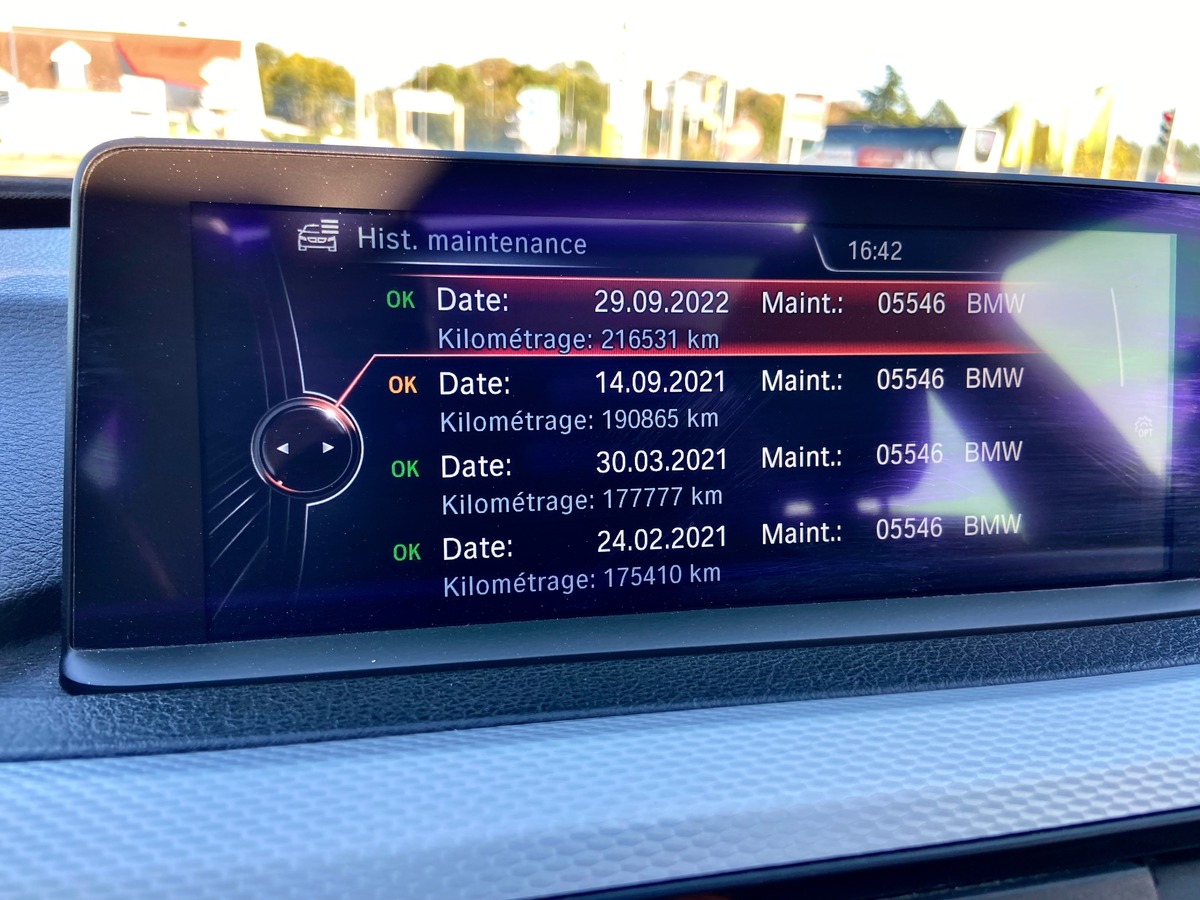 Hist. maintenance
16:42
OK Date: 29.09.2022 Maint.: 05546 BMW
Kilométrage: 216531 km
OK Date: 14.09.2021 Maint.: 05546 BMW
Kilométrage: 190865 km
OK Date: 30.03.2021 Maint.: 05546 BMW
Kilométrage: 177777 km
OK Date: 24.02.2021 Maint.: 05546 BMW
Kilométrage: 175410 km